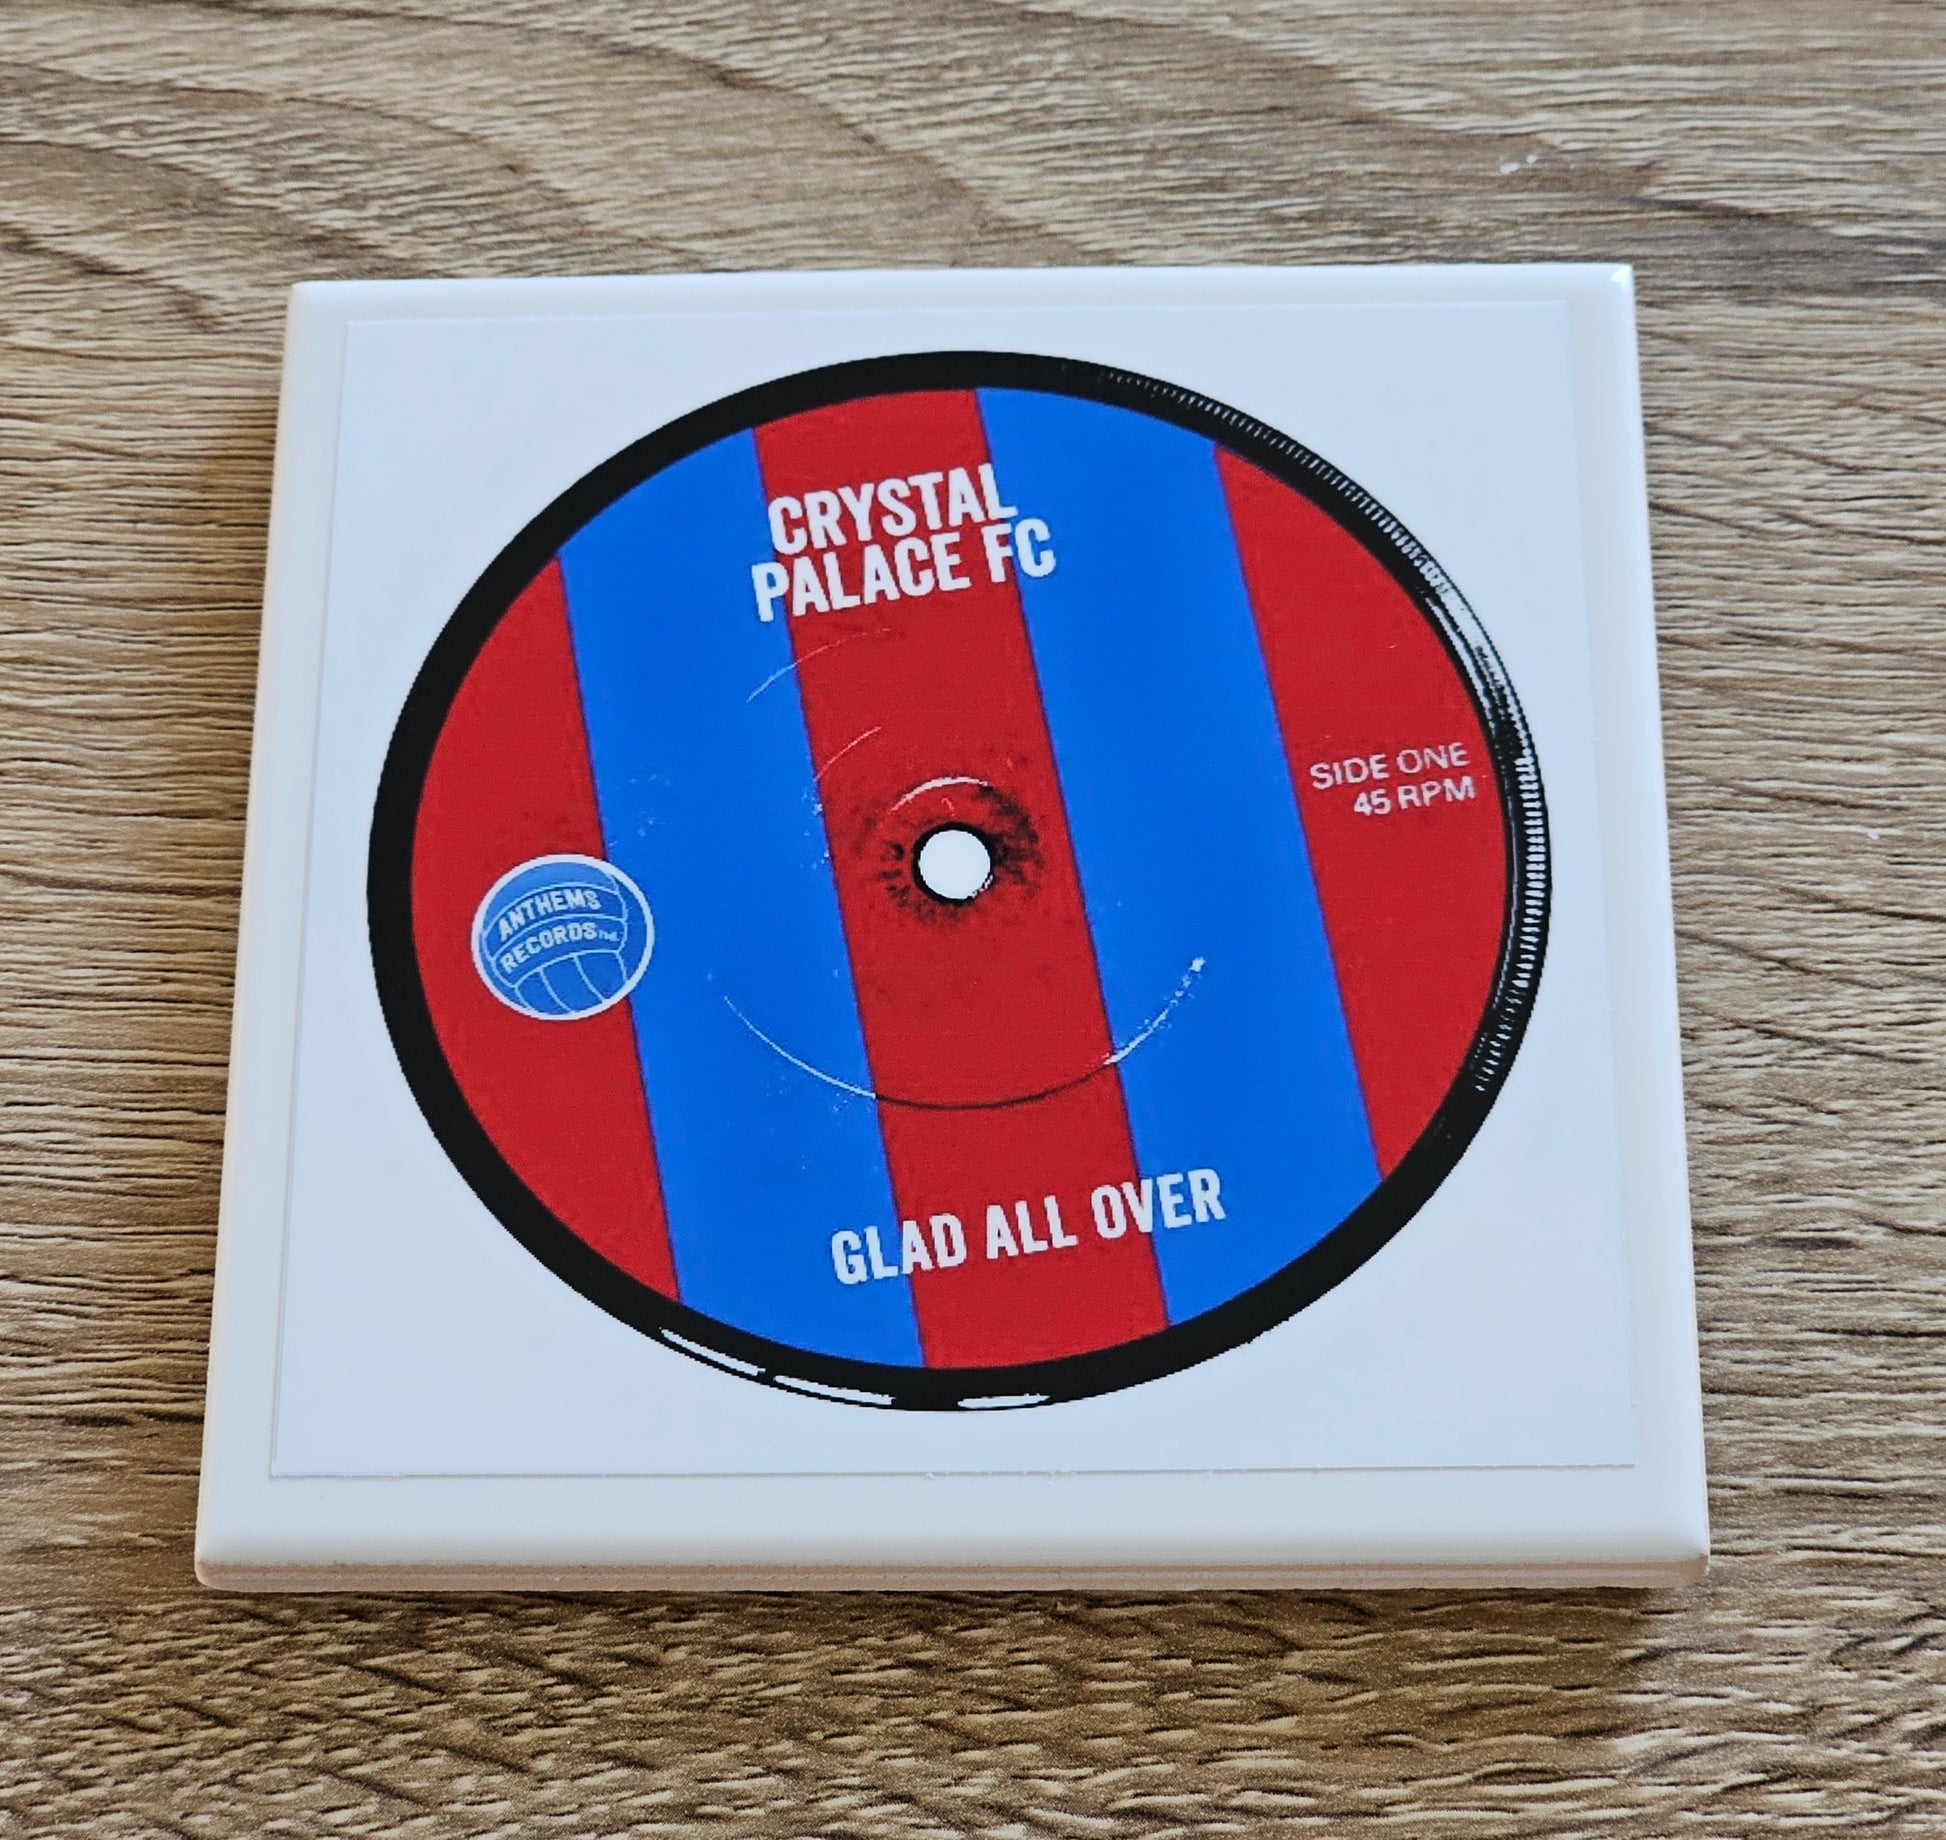 CRYSTAL
PALACE FC
SIDE ONE
45 RPM
ANTHEMS
RECORDS
GLAD ALL OVER